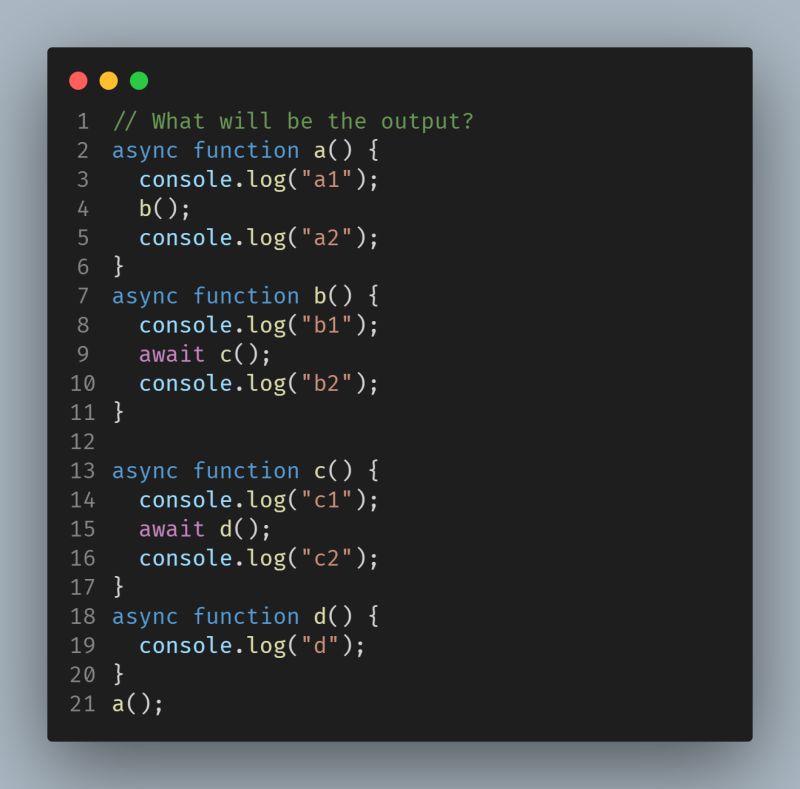 1 // What will be the output?
2 async function a() {
3   console.log("a1");
4   b();
5   console.log("a2");
6 }
7 async function b() {
8   console.log("b1");
9   await c();
10   console.log("b2");
11 }
12
13 async function c() {
14   console.log("c1");
15   await d();
16   console.log("c2");
17 }
18 async function d() {
19   console.log("d");
20 }
21 a();